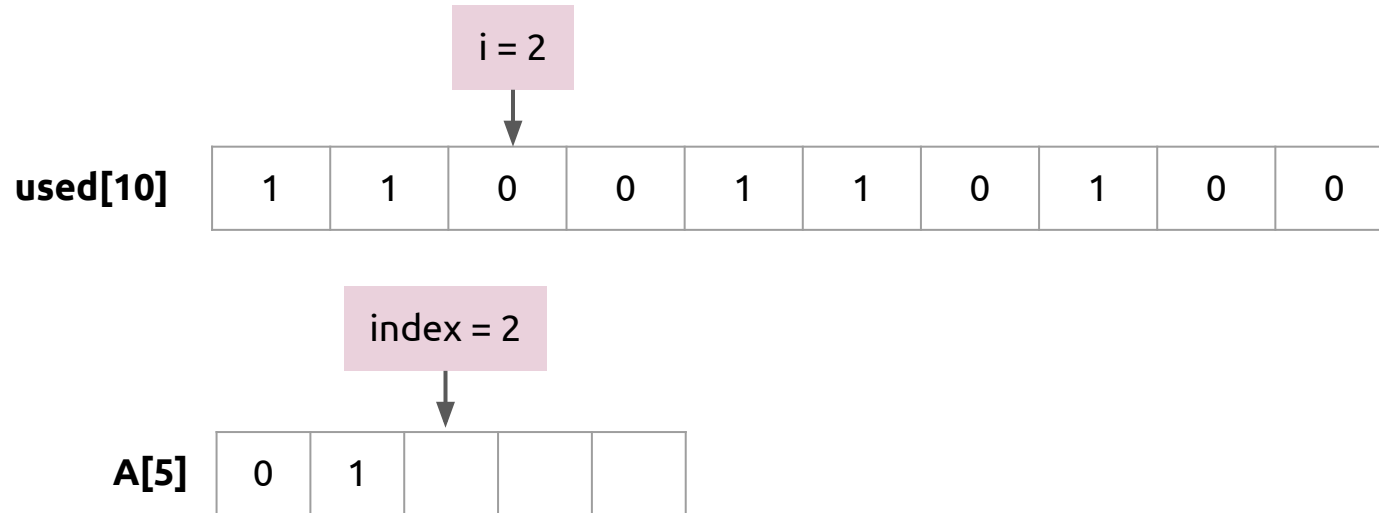 i = 2
used[10] 1 1 0 0 1 1 0 1 0 0
index = 2
A[5] 0 1